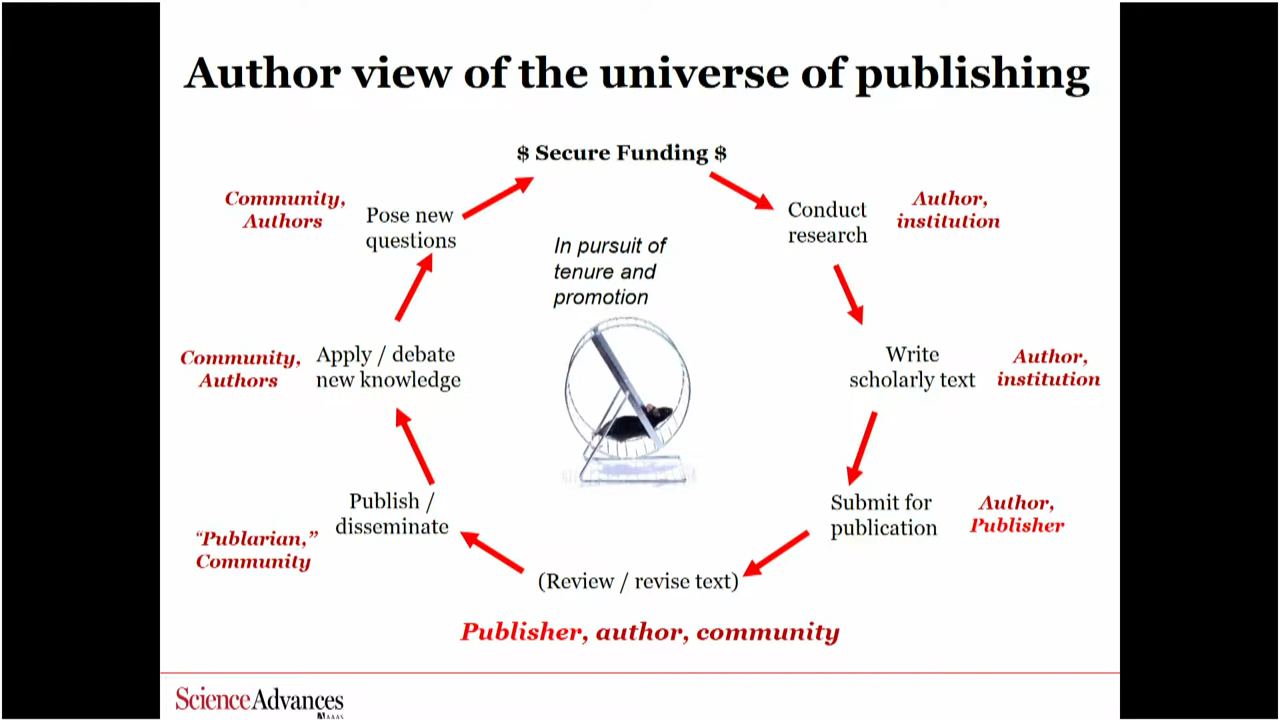 Author view of the universe of publishing
$ Secure Funding $
Community,
Authors
Pose new
questions
Conduct
research
Author,
institution
In pursuit of
tenure and
promotion
Community,
Authors
Apply / debate
new knowledge
Write
scholarly text
Author,
institution
Publish /
disseminate
“Publarian,”
Community
Submit for
publication
Author,
Publisher
(Review / revise text)
Publisher, author, community
ScienceAdvances
AAAS